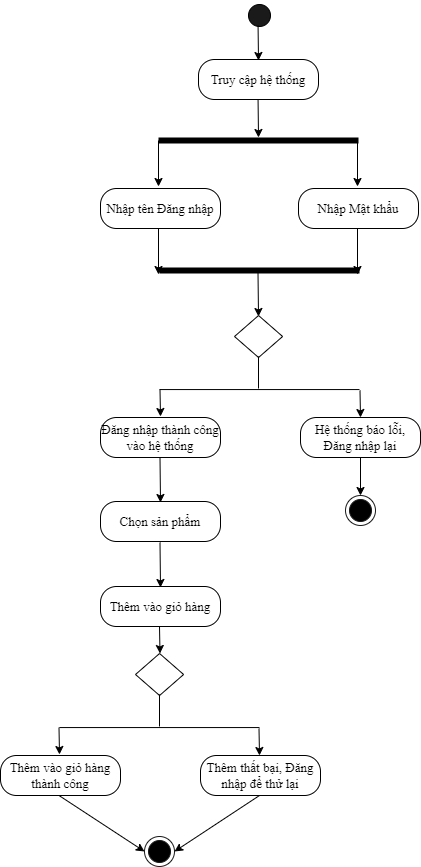 Truy cập hệ thống
Nhập tên Đăng nhập
Nhập Mật khẩu
Đăng nhập thành công
vào hệ thống
Hệ thống báo lỗi,
Đăng nhập lại
Chọn sản phẩm
Thêm vào giỏ hàng
Thêm vào giỏ hàng
thành công
Thêm thất bại, Đăng
nhập để thử lại